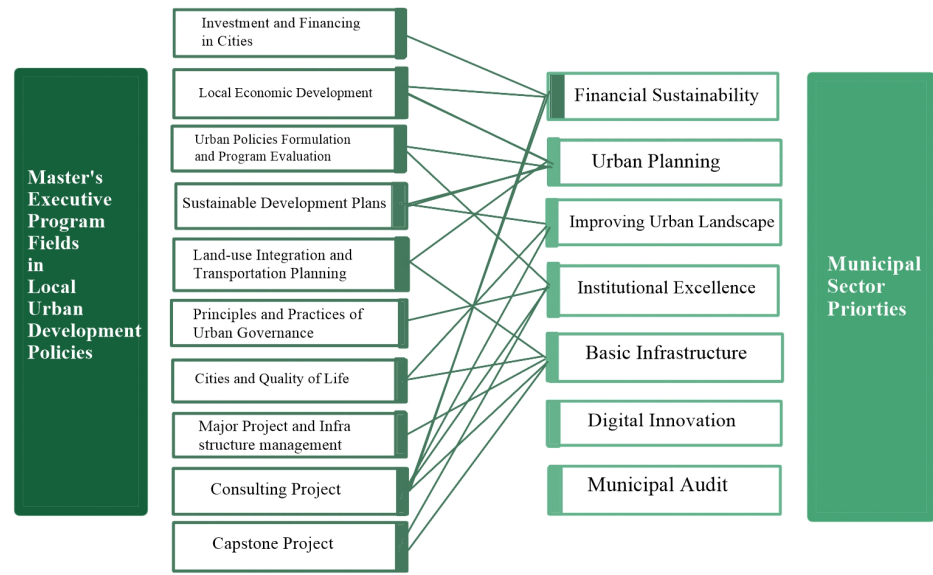 Master's
Executive
Program
Fields
in
Local
Urban
Development
Policies
Investment and Financing
in Cities
Local Economic Development
Urban Policies Formulation
and Program Evaluation
Sustainable Development Plans
Land-use Integration and
Transportation Planning
Principles and Practices of
Urban Governance
Cities and Quality of Life
Major Project and Infra
structure management
Consulting Project
Capstone Project
Financial Sustainability
Urban Planning
Improving Urban Landscape
Institutional Excellence
Basic Infrastructure
Digital Innovation
Municipal Audit
Municipal
Sector
Priorties